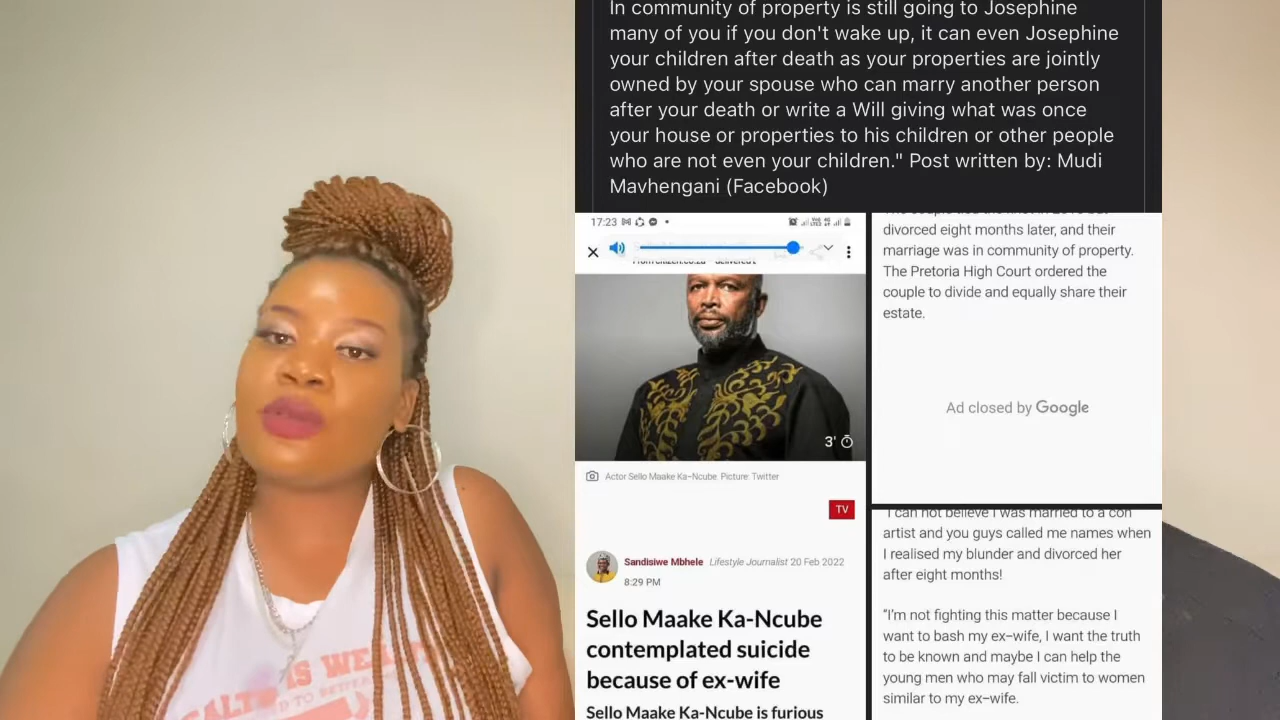 In community of property is still going to Josephine
many of you if you don't wake up, it can even Josephine
your children after death as your properties are jointly
owned by your spouse who can marry another person
after your death or write a Will giving what was once
your house or properties to his children or other people
who are not even your children." Post written by: Mudi
Mavhengani (Facebook)
17:23
3'
Actor Sello Maake Ka-Ncube. Picture: Twitter
TV
Sandisiwe Mbhele Lifestyle Journalist 20 Feb 2022
8:29 PM
Sello Maake Ka-Ncube
contemplated suicide
because of ex-wife
Sello Maake Ka-Ncube is furious
divorced eight months later, and their
marriage was in community of property.
The Pretoria High Court ordered the
couple to divide and equally share their
estate.
Ad closed by Google
"I can not believe I was married to a con
artist and you guys called me names when
I realised my blunder and divorced her
after eight months!
"I'm not fighting this matter because I
want to bash my ex-wife, I want the truth
to be known and maybe I can help the
young men who may fall victim to women
similar to my ex-wife.
IS WEA